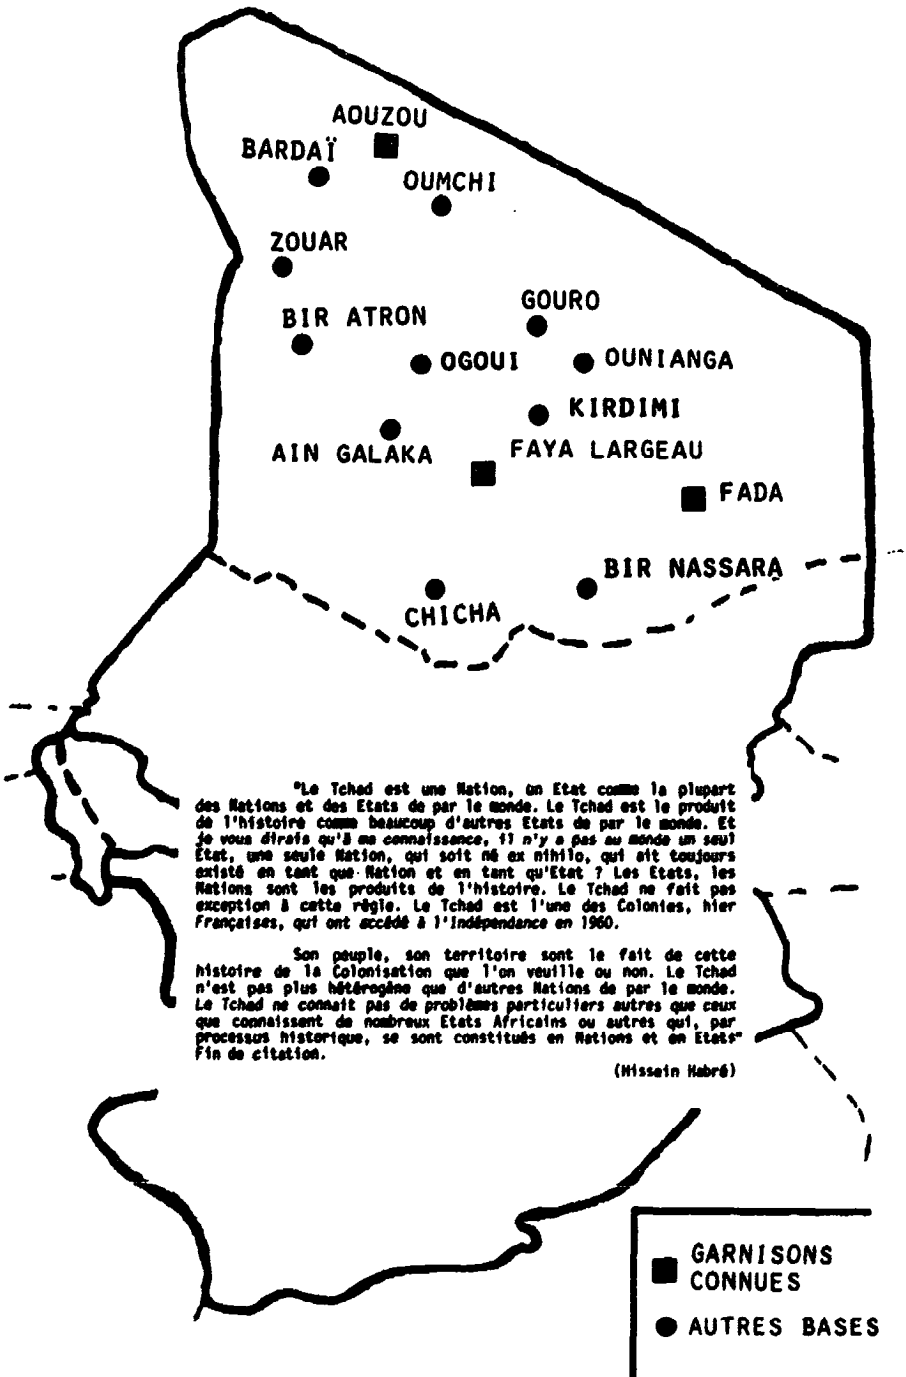 AOUZOU
BARDAÏ
OUMCHI
ZOUAR
GOURO
BIR ATRON
OGOUI
OUNIANGA
KIRDIMI
AIN GALAKA
FAYA LARGEAU
FADA
BIR NASSARA
CHICHA
"Le Tchad est une Nation, un Etat comme la plupart
des Nations et des Etats de par le monde. Le Tchad est le produit
de l'histoire comme beaucoup d'autres Etats de par le monde. Et
je vous dirais qu'à ma connaissance, il n'y a pas au monde un seul
Etat, une seule Nation, qui soit né ex nihilo, qui ait toujours
existé en tant que Nation et en tant qu'Etat ? Les Etats, les
Nations sont les produits de l'histoire. Le Tchad ne fait pas
exception à cette règle. Le Tchad est l'une des Colonies, hier
Françaises, qui ont accédé à l'Indépendance en 1960.
Son peuple, son territoire sont le fait de cette
histoire de la Colonisation que l'on veuille ou non. Le Tchad
n'est pas plus hétérogène que d'autres Nations de par le monde.
Le Tchad ne connait pas de problèmes particuliers autres que ceux
que connaissent de nombreux Etats Africains ou autres qui, par
processus historique, se sont constitués en Nations et en Etats"
Fin de citation.
(Hissein Habré)
GARNISONS
CONNUES
AUTRES BASES